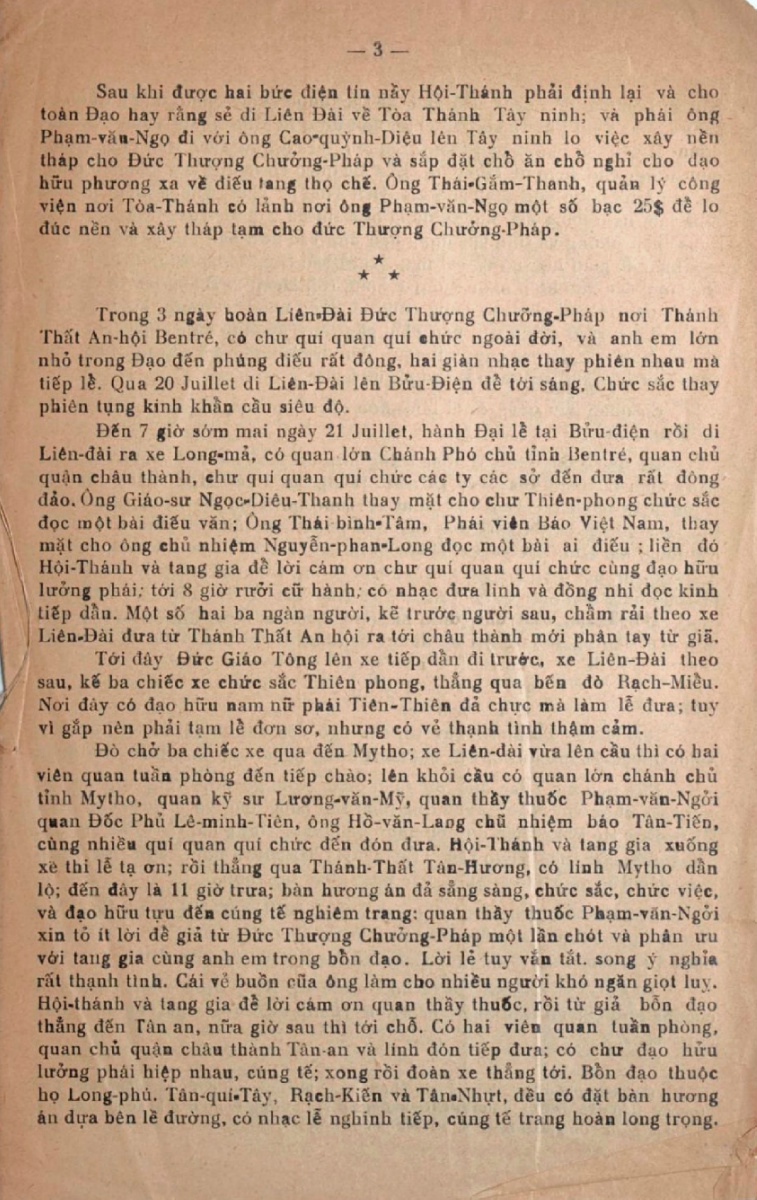 — 3 —
Sau khi được hai bức điện tín nầy Hội-Thánh phải định lại và cho
toàn Đạo hay rằng sẻ di Liên Đài về Tòa Thánh Tây ninh; và phái ông
Phạm-văn-Ngọ đi với ông Cao-quỳnh-Diệu lên Tây ninh lo việc xây nền
tháp cho Đức Thượng Chưởng-Pháp và sắp đặt chổ ăn chổ nghỉ cho đạo
hữu phương xa về điếu tang thọ chế. Ông Thái-Gấm-Thanh, quản lý công
viện nơi Tòa-Thánh có lảnh nơi ông Phạm-văn-Ngọ một số bạc 25$ để lo
đúc nền và xây tháp tạm cho đức Thượng Chưởng-Pháp.
★
★ ★
Trong 3 ngày hoàn Liên-Đài Đức Thượng Chưởng-Pháp nơi Thánh
Thất An-hội Bentré, có chư quí quan quí chức ngoài đời, và anh em lớn
nhỏ trong Đạo đến phúng điếu rất đông, hai giàn nhạc thay phiên nhau mà
tiếp lể. Qua 20 Juillet di Liên-Đài lên Bửu-Điện để tới sáng, Chức sắc thay
phiên tụng kinh khẩn cầu siêu độ.
Đến 7 giờ sớm mai ngày 21 Juillet, hành Đại lể tại Bửu-điện rồi di
Liên-đài ra xe Long-mả, có quan lớn Chánh Phó chủ tỉnh Bentré, quan chủ
quận châu thành, chư quí quan quí chức các ty các sở đến đưa rất đông
đảo. Ông Giáo-sư Ngọc-Diêu-Thanh thay mặt cho chư Thiên-phong chức sắc
đọc một bài điếu văn; Ông Thái-bình-Tâm, Phái viên Báo Việt Nam, thay
mặt cho ông chủ nhiệm Nguyễn-phan-Long đọc một bài ai điếu ; liền đó
Hội-Thánh và tang gia để lời cám ơn chư quí quan quí chức cùng đạo hữu
lưởng phái; tới 8 giờ rưởi cữ hành; có nhạc đưa linh và đồng nhi đọc kinh
tiếp dẩn. Một số hai ba ngàn người, kẽ trước người sau, chầm rải theo xe
Liên-Đài đưa từ Thánh Thất An hội ra tới châu thành mới phân tay từ giã.
Tới đây Đức Giáo Tông lên xe tiếp dẩn đi trước, xe Liên-Đài theo
sau, kế ba chiếc xe chức sắc Thiên phong, thẳng qua bến đò Rạch-Miễu.
Nơi đây có đạo hữu nam nữ phái Tiên-Thiên đả chực mà làm lể đưa; tuy
vì gắp nên phải tạm lể đơn sơ, nhưng có vẻ thạnh tình thậm cảm.
Đò chở ba chiếc xe qua đến Mytho; xe Liên-đài vừa lên cầu thì có hai
viên quan tuần phòng đến tiếp chào; lên khỏi cầu có quan lớn chánh chủ
tỉnh Mytho, quan kỹ sư Lương-văn-Mỹ, quan thầy thuốc Phạm-văn-Ngởi
quan Đốc Phủ Lê-minh-Tiên, ông Hồ-văn-Lang chũ nhiệm báo Tân-Tiến,
cùng nhiều quí quan quí chức đến đón đưa. Hội-Thánh và tang gia xuống
xe thi lể tạ ơn; rồi thẳng qua Thánh-Thất Tân-Hương, có lính Mytho dẩn
lộ; đến đây là 11 giờ trưa; bàn hương án đả sẳng sàng, chức sắc, chức việc,
và đạo hữu tựu đến cúng tế nghiêm trang: quan thầy thuốc Phạm-văn-Ngởi
xin tỏ ít lời để giả từ Đức Thượng Chưởng-Pháp một lần chót và phân ưu
với tang gia cùng anh em trong bổn đạo. Lời lẻ tuy vắn tắt. song ý nghỉa
rất thạnh tình. Cái vẻ buồn cũa ông làm cho nhiều người khó ngăn giọt luy.
Hội-thánh và tang gia để lời cám ơn quan thầy thuốc, rồi từ giả bổn đạo
thẳng đến Tân an, nữa giờ sau thì tới chổ. Có hai viên quan tuần phòng,
quan chủ quận châu thành Tân-an và lính đón tiếp đưa; có chư đạo hửu
lưởng phái hiệp nhau, cúng tế; xong rồi đoàn xe thẳng tới. Bổn đạo thuộc
họ Long-phú. Tân-quí-Tây, Rạch-Kiến và Tân-Nhựt, đều có đặt bàn hương
án dựa bên lề đường, có nhạc lể nghinh tiếp, cúng tế trang hoàn long trọng.